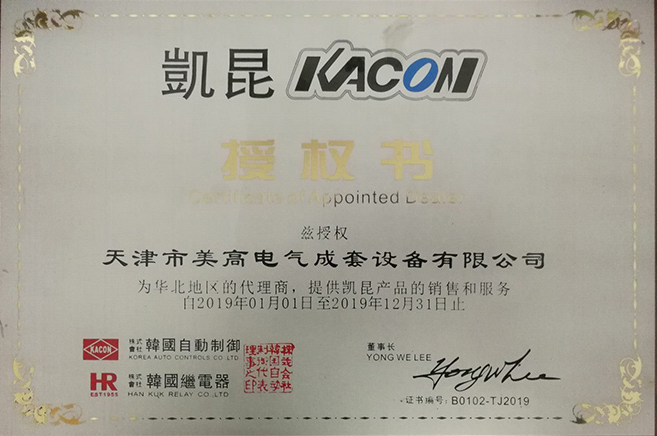 凱昆 KACON
授权书
Certificate of Appointed Dealer
兹授权
天津市美高电气成套设备有限公司
为华北地区的代理商，提供凯昆产品的销售和服务
自2019年01月01日至2019年12月31日止
KACON 株式會社 韓國自動制御
KOREA AUTO CONTROLS CO LTD
HR EST1955 株式會社 韓國繼電器
HAN KUK RELAY CO.,LTD
董事长
YONG WE LEE
证书编号: B0102-TJ2019